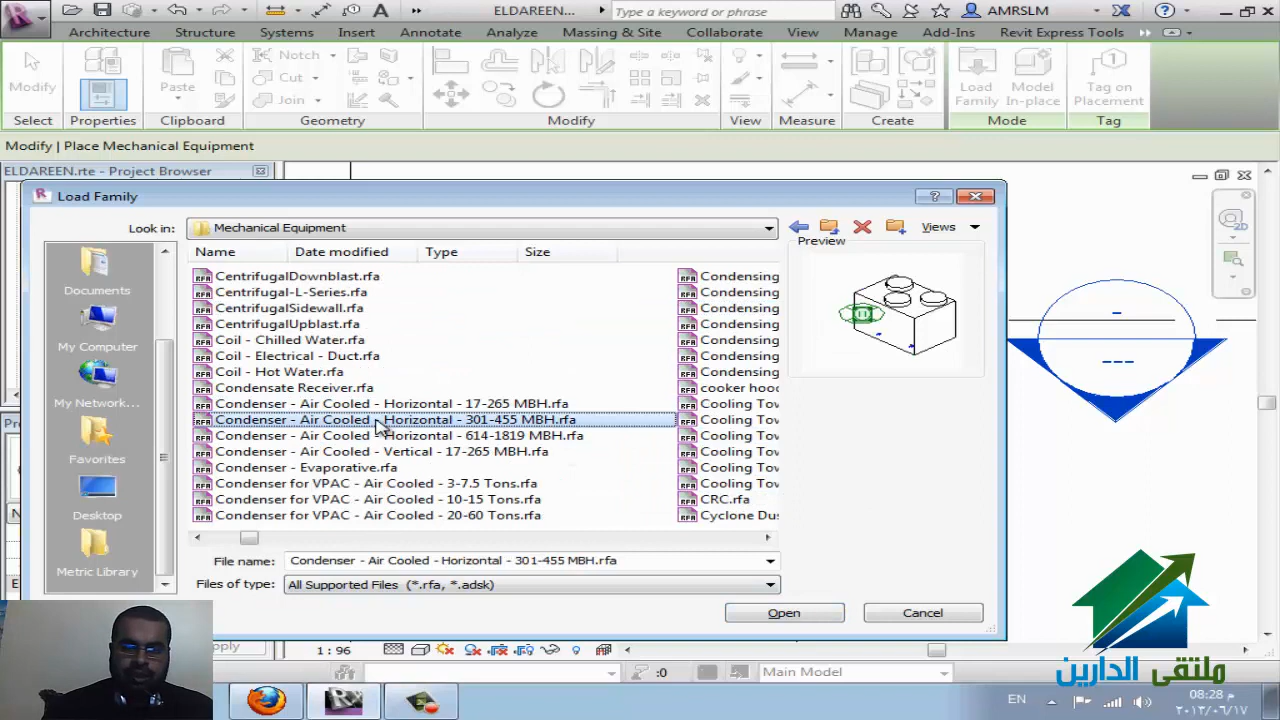 ELDAREEN...
Type a keyword or phrase
AMRSLM
Architecture Structure Systems Insert Annotate Analyze Massing & Site Collaborate View Manage Add-Ins Revit Express Tools
Modify
Properties
Paste
Notch
Cut
Join
Load Family
Model In-place
Tag on Placement
Select Properties Clipboard Geometry Modify View Measure Create Mode Tag
Modify | Place Mechanical Equipment
ELDAREEN.rte - Project Browser
Load Family
Look in: Mechanical Equipment
Views
Name Date modified Type Size
Preview
Documents
My Computer
My Network...
Favorites
Desktop
Metric Library
CentrifugalDownblast.rfa
Centrifugal-L-Series.rfa
CentrifugalSidewall.rfa
CentrifugalUpblast.rfa
Coil - Chilled Water.rfa
Coil - Electrical - Duct.rfa
Coil - Hot Water.rfa
Condensate Receiver.rfa
Condenser - Air Cooled - Horizontal - 17-265 MBH.rfa
Condenser - Air Cooled - Horizontal - 301-455 MBH.rfa
Condenser - Air Cooled - Horizontal - 614-1819 MBH.rfa
Condenser - Air Cooled - Vertical - 17-265 MBH.rfa
Condenser - Evaporative.rfa
Condenser for VPAC - Air Cooled - 3-7.5 Tons.rfa
Condenser for VPAC - Air Cooled - 10-15 Tons.rfa
Condenser for VPAC - Air Cooled - 20-60 Tons.rfa
Condensing
Condensing
Condensing
Condensing
Condensing
Condensing
Condensing
cooker hoo
Cooling Tow
Cooling Tow
Cooling Tow
Cooling Tow
Cooling Tow
Cooling Tow
CRC.rfa
Cyclone Dus
File name: Condenser - Air Cooled - Horizontal - 301-455 MBH.rfa
Files of type: All Supported Files (*.rfa, *.adsk)
Open Cancel
1 : 96
:0
Main Model
ملتقى الدارين
EN
م 08:28
٢٠١٣/٠٦/١٧